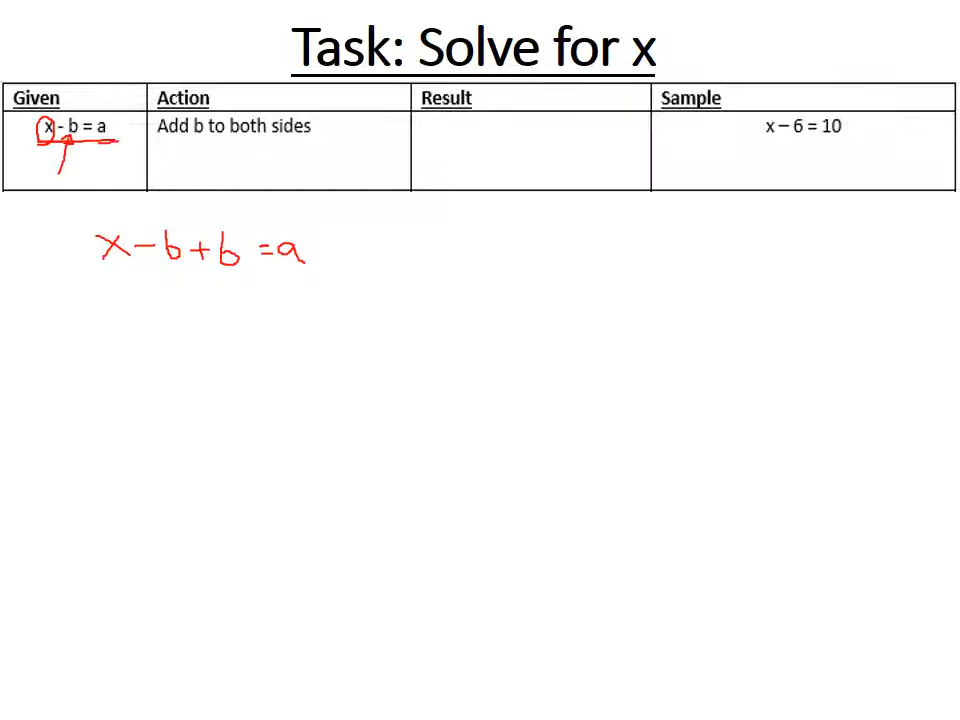 Task: Solve for x
Given Action Result Sample
x - b = a Add b to both sides x – 6 = 10
x - b + b = a